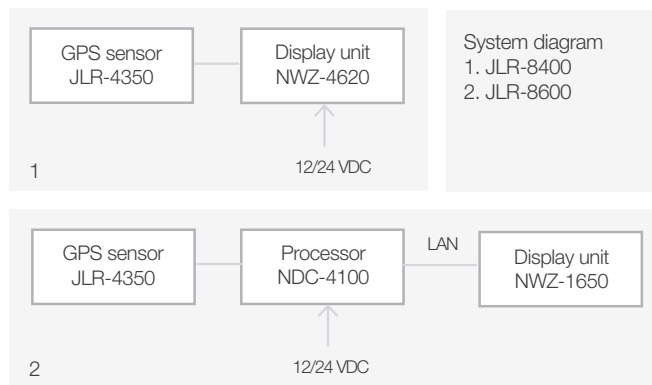 GPS sensor
JLR-4350
Display unit
NWZ-4620
12/24 VDC
1
System diagram
1. JLR-8400
2. JLR-8600
GPS sensor
JLR-4350
Processor
NDC-4100
LAN
Display unit
NWZ-1650
12/24 VDC
2